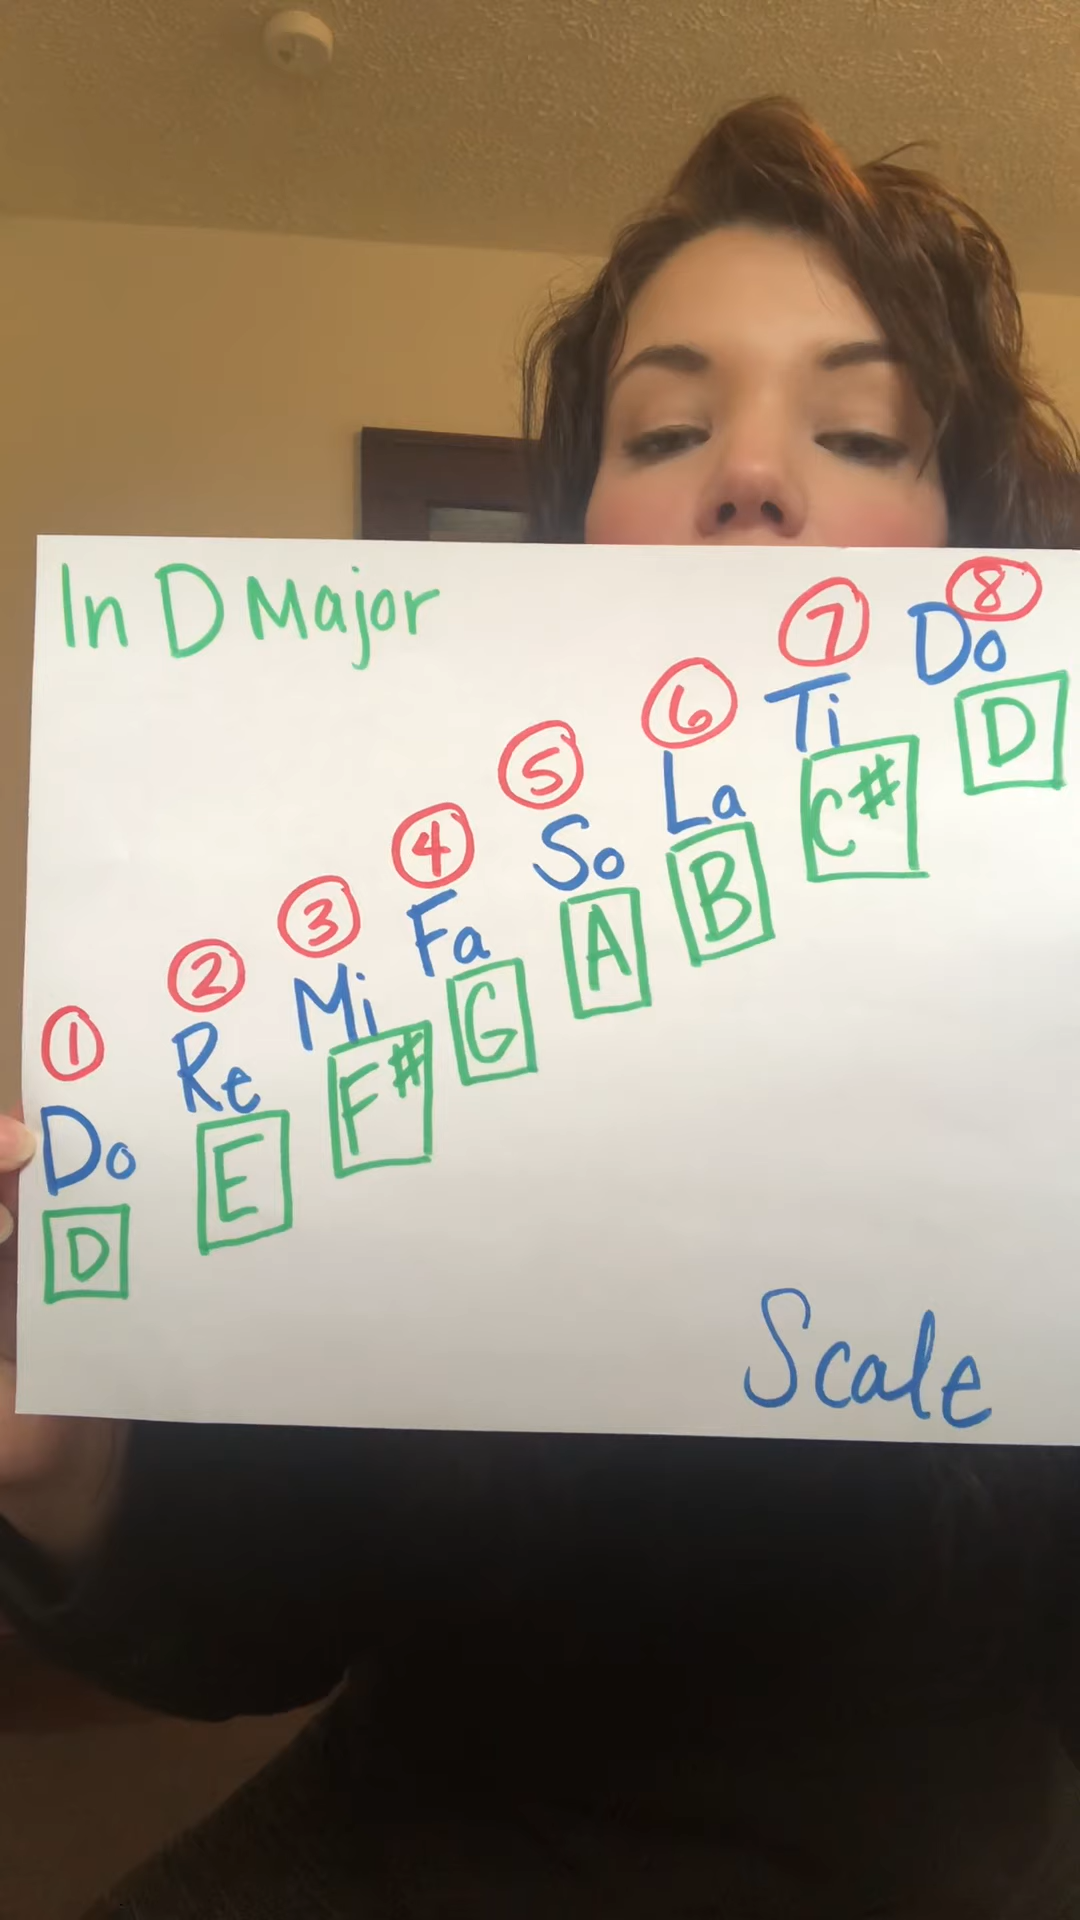 In D Major
① ② ③ ④ ⑤ ⑥ ⑦ ⑧
Do Re Mi Fa So La Ti Do
D E F# G A B C# D
Scale